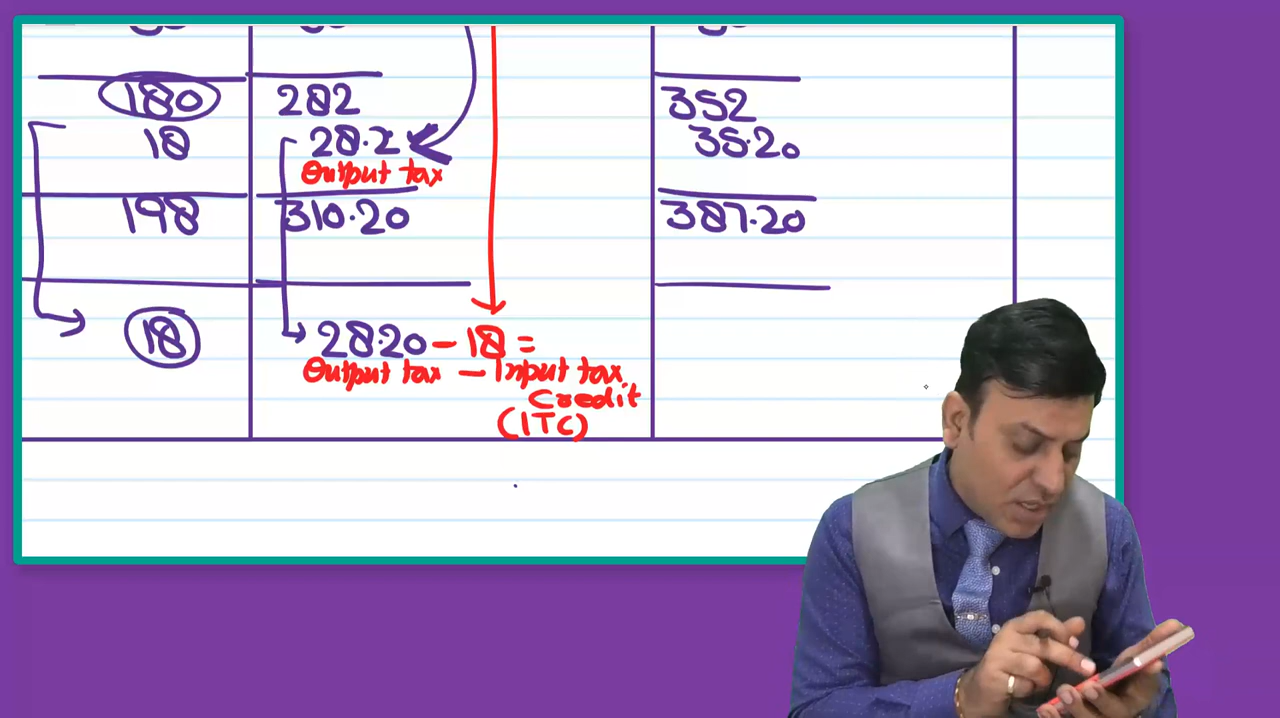 180 282 352
18 28.2 35.20
Output tax
198 310.20 387.20
18 28.20 - 18 =
Output tax - Input tax
Credit
(ITC)